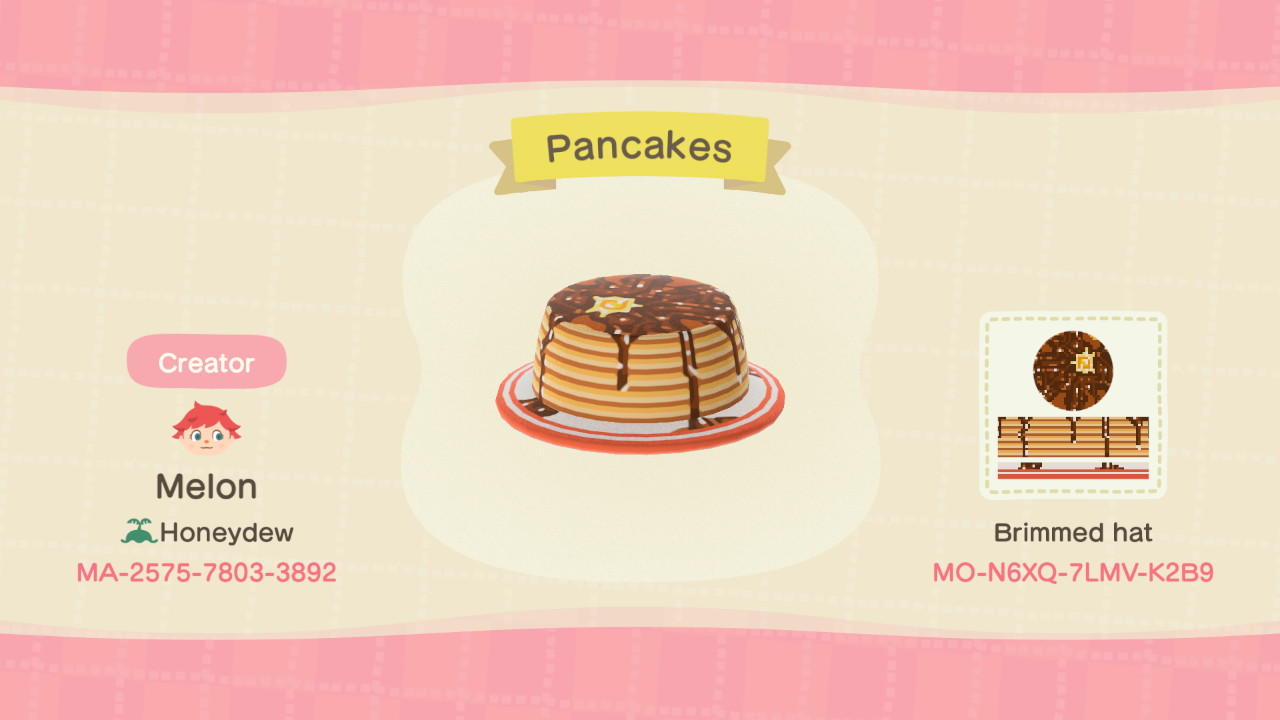 Pancakes
Creator
Melon
Honeydew
MA-2575-7803-3892
Brimmed hat
MO-N6XQ-7LMV-K2B9